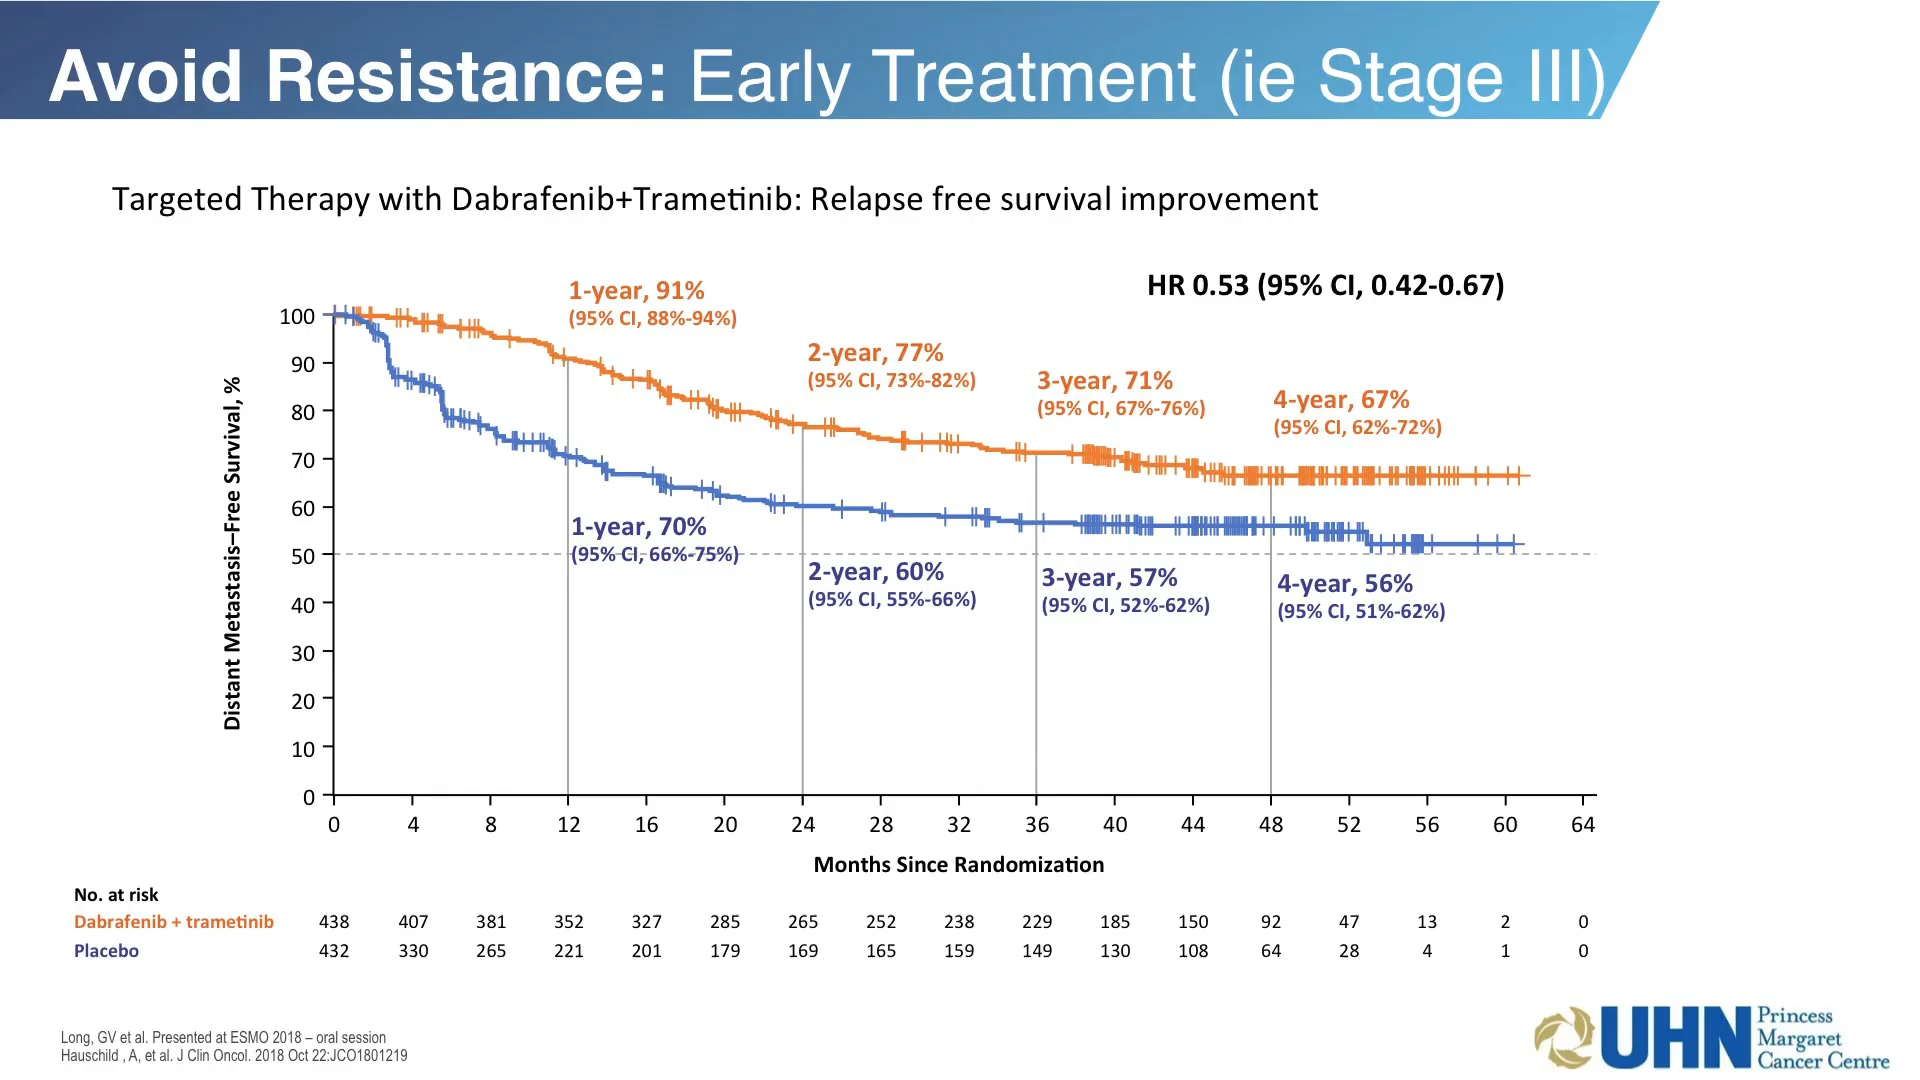 Avoid Resistance: Early Treatment (ie Stage III)
Targeted Therapy with Dabrafenib+Trametinib: Relapse free survival improvement
HR 0.53 (95% CI, 0.42-0.67)
1-year, 91%
(95% CI, 88%-94%)
2-year, 77%
(95% CI, 73%-82%)
3-year, 71%
(95% CI, 67%-76%)
4-year, 67%
(95% CI, 62%-72%)
1-year, 70%
(95% CI, 66%-75%)
2-year, 60%
(95% CI, 55%-66%)
3-year, 57%
(95% CI, 52%-62%)
4-year, 56%
(95% CI, 51%-62%)
Distant Metastasis–Free Survival, %
100
90
80
70
60
50
40
30
20
10
0
0 4 8 12 16 20 24 28 32 36 40 44 48 52 56 60 64
Months Since Randomization
No. at risk
Dabrafenib + trametinib 438 407 381 352 327 285 265 252 238 229 185 150 92 47 13 2 0
Placebo 432 330 265 221 201 179 169 165 159 149 130 108 64 28 4 1 0
Long, GV et al. Presented at ESMO 2018 – oral session
Hauschild , A, et al. J Clin Oncol. 2018 Oct 22:JCO1801219
UHN
Princess
Margaret
Cancer Centre